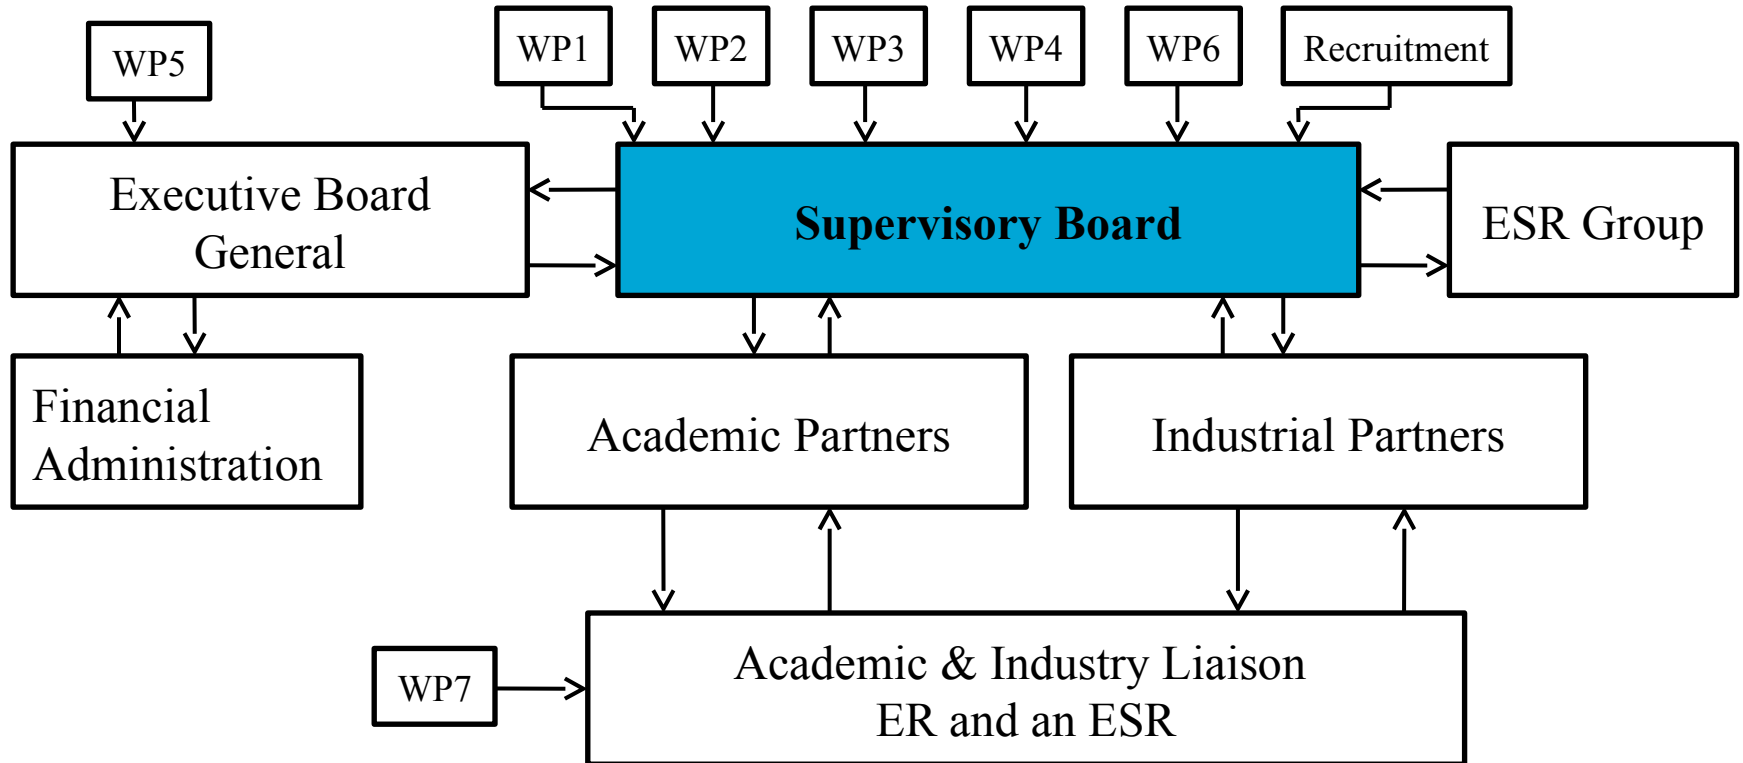 WP5
WP1
WP2
WP3
WP4
WP6
Recruitment
Executive Board
General
Supervisory Board
ESR Group
Financial
Administration
Academic Partners
Industrial Partners
WP7
Academic & Industry Liaison
ER and an ESR